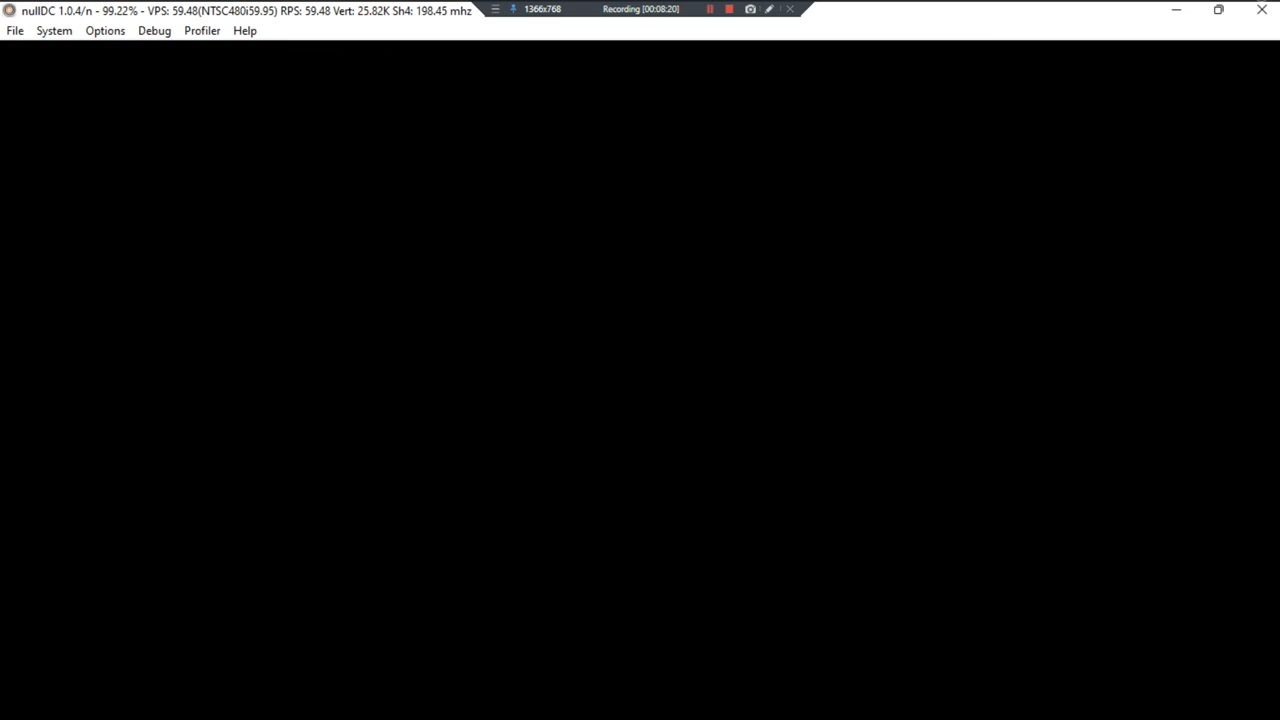 nullDC 1.0.4/n - 99.22% - VPS: 59.48(NTSC480i59.95) RPS: 59.48 Vert: 25.82K Sh4: 198.45 mhz
1366x768 Recording [00:08:20]
File System Options Debug Profiler Help